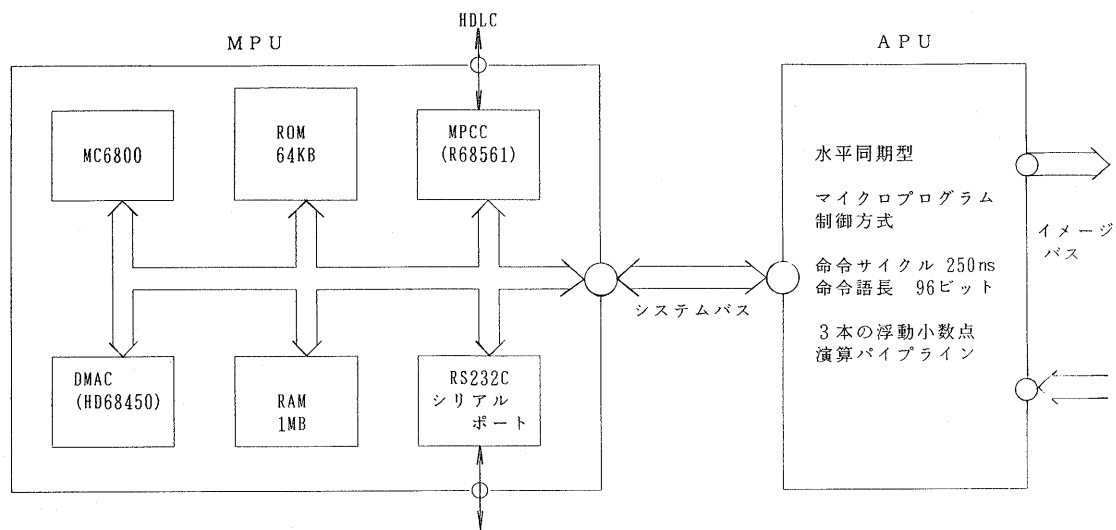 HDLC
MPU
APU
MC6800
ROM
64KB
MPCC
(R68561)
DMAC
(HD68450)
RAM
1MB
RS232C
シリアル
ポート
システムバス
水平同期型
マイクロプログラム
制御方式
命令サイクル 250ns
命令語長 96ビット
3本の浮動小数点
演算パイプライン
イメージ
バス